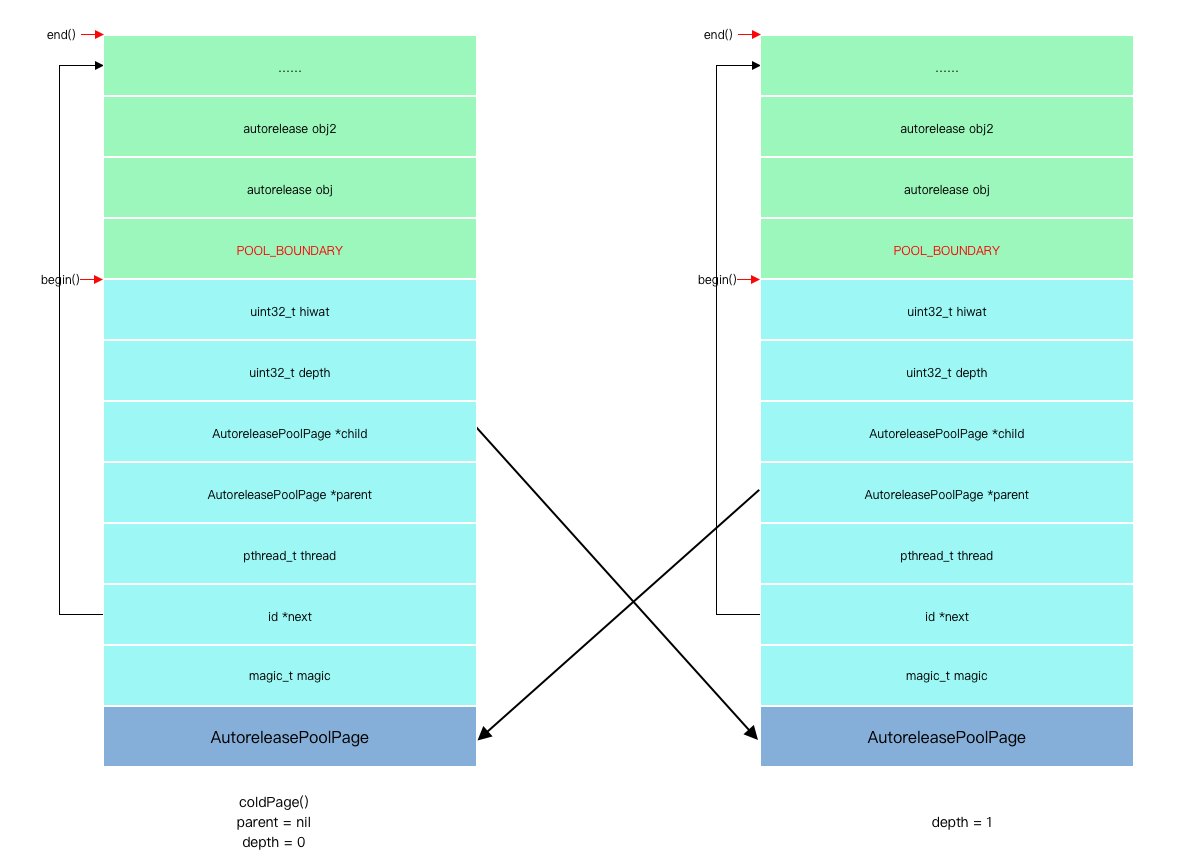 end()
......
autorelease obj2
autorelease obj
POOL_BOUNDARY
begin()
uint32_t hiwat
uint32_t depth
AutoreleasePoolPage *child
AutoreleasePoolPage *parent
pthread_t thread
id *next
magic_t magic
AutoreleasePoolPage
coldPage()
parent = nil
depth = 0
end()
......
autorelease obj2
autorelease obj
POOL_BOUNDARY
begin()
uint32_t hiwat
uint32_t depth
AutoreleasePoolPage *child
AutoreleasePoolPage *parent
pthread_t thread
id *next
magic_t magic
AutoreleasePoolPage
depth = 1